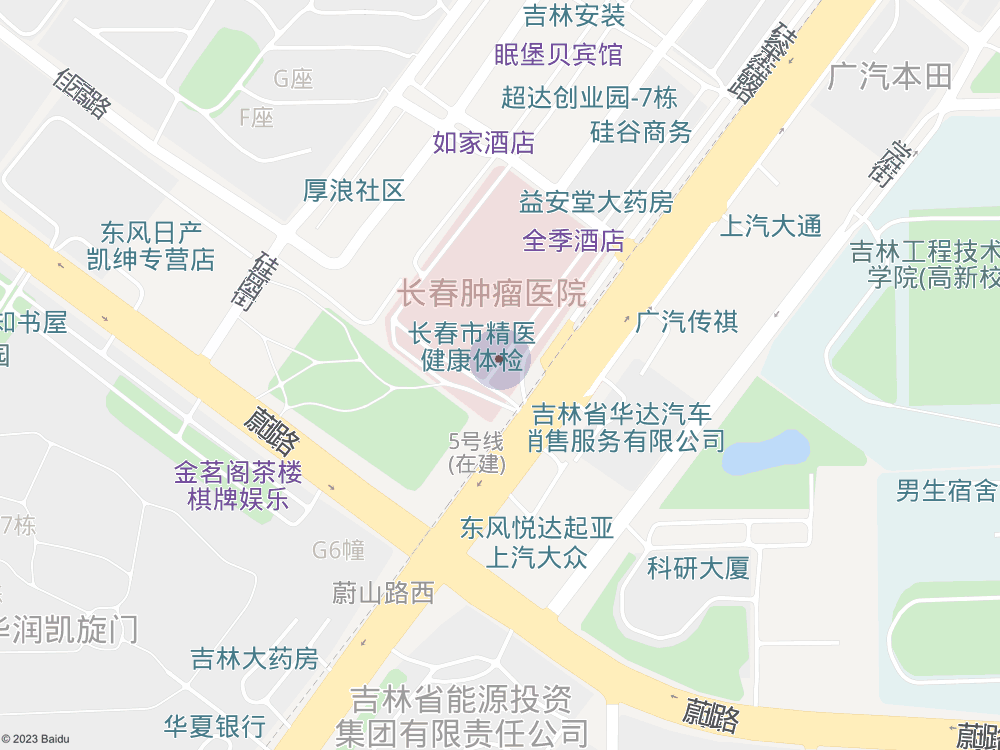 吉林安装
眠堡贝宾馆
广汽本田
G座
超达创业园-7栋
F座
硅谷商务
如家酒店
学府街
厚浪社区
益安堂大药房
东风日产
凯绅专营店
全季酒店
上汽大通
吉林工程技术
学院(高新校
长春肿瘤医院
知书屋
园
长春市精医
健康体检
广汽传祺
蔚山路
吉林省华达汽车
销售服务有限公司
5号线
(在建)
金茗阁茶楼
棋牌娱乐
男生宿舍
7栋
东风悦达起亚
上汽大众
G6幢
科研大厦
蔚山路西
华润凯旋门
吉林大药房
吉林省能源投资
集团有限责任公司
华夏银行
蔚山路
蔚山路
© 2023 Baidu